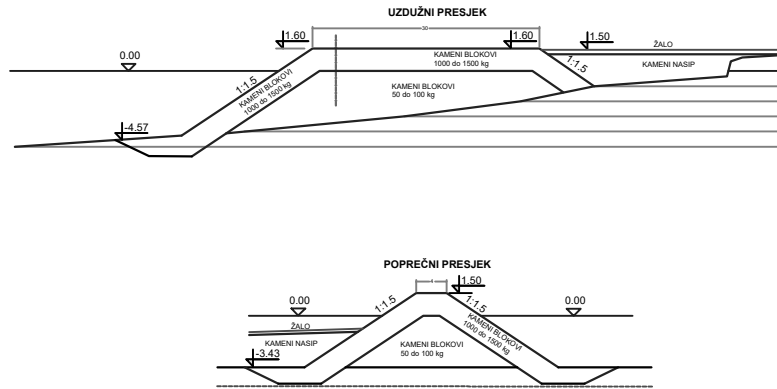 UZDUŽNI PRESJEK
30
1.60
1.60
1.50
0.00
ŽALO
KAMENI BLOKOVI
1000 do 1500 kg
KAMENI NASIP
1:1.5
KAMENI BLOKOVI
1000 do 1500 kg
KAMENI BLOKOVI
50 do 100 kg
1:1.5
-4.57
POPREČNI PRESJEK
4
1.50
0.00
1:1.5
1:1.5
0.00
ŽALO
KAMENI NASIP
KAMENI BLOKOVI
50 do 100 kg
KAMENI BLOKOVI
1000 do 1500 kg
-3.43